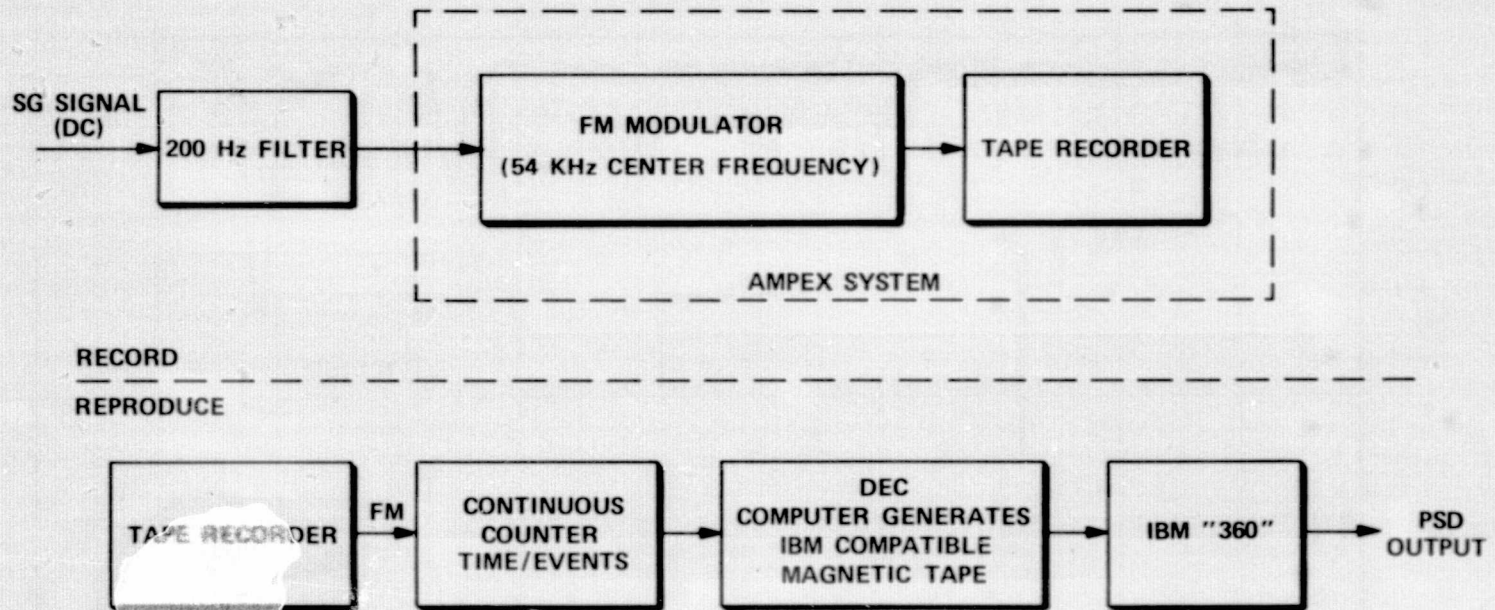 SG SIGNAL
(DC)
200 Hz FILTER
FM MODULATOR
(54 KHz CENTER FREQUENCY)
TAPE RECORDER
AMPEX SYSTEM
RECORD
REPRODUCE
TAPE RECORDER
FM
CONTINUOUS
COUNTER
TIME/EVENTS
DEC
COMPUTER GENERATES
IBM COMPATIBLE
MAGNETIC TAPE
IBM "360"
PSD
OUTPUT